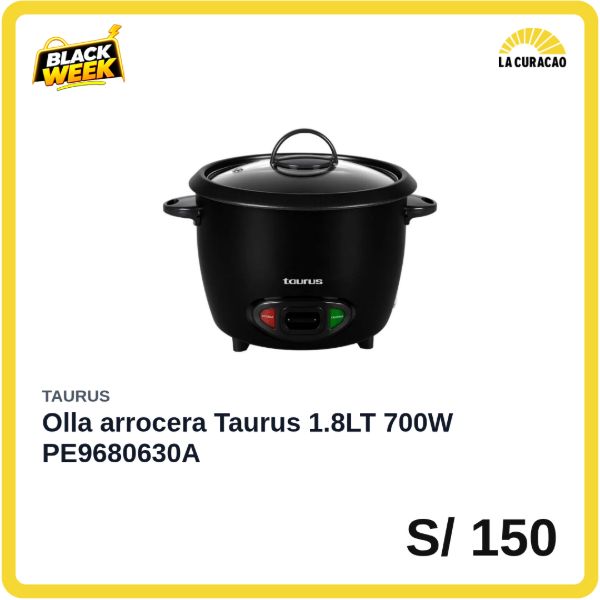 BLACK
WEEK
LA CURACAO
taurus
TAURUS
Olla arrocera Taurus 1.8LT 700W
PE9680630A
S/ 150